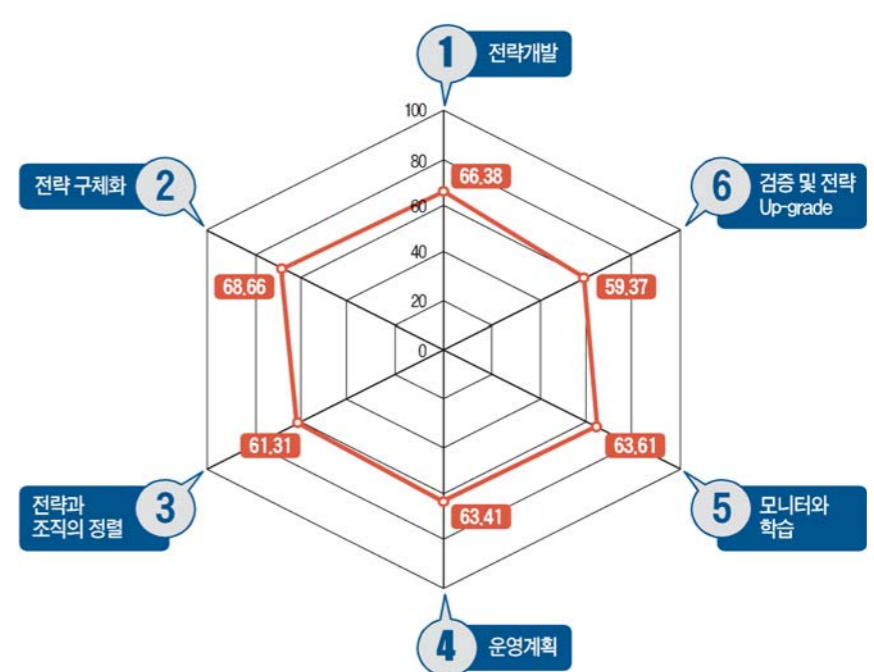 1 전략개발
100
80
66.38
60
40
20
0
2 전략 구체화
68.66
6 검증 및 전략
Up-grade
59.37
3 전략과
조직의 정렬
61.31
63.41
63.61
5 모니터와
학습
4 운영계획